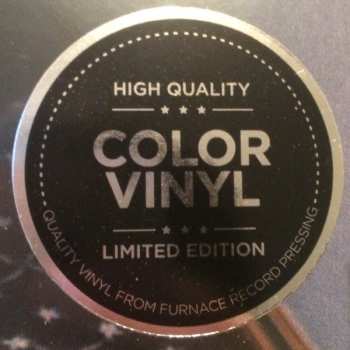 HIGH QUALITY
COLOR
VINYL
LIMITED EDITION
QUALITY VINYL FROM FURNACE RECORD PRESSING